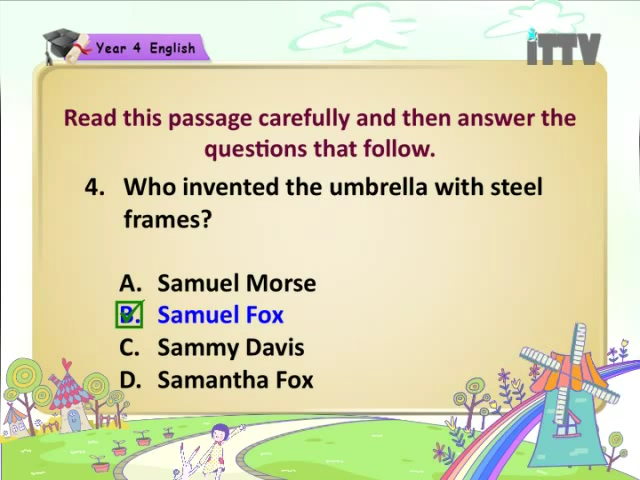 Year 4 English
iTTV
Read this passage carefully and then answer the
questions that follow.
4. Who invented the umbrella with steel
frames?
A. Samuel Morse
B. Samuel Fox
C. Sammy Davis
D. Samantha Fox